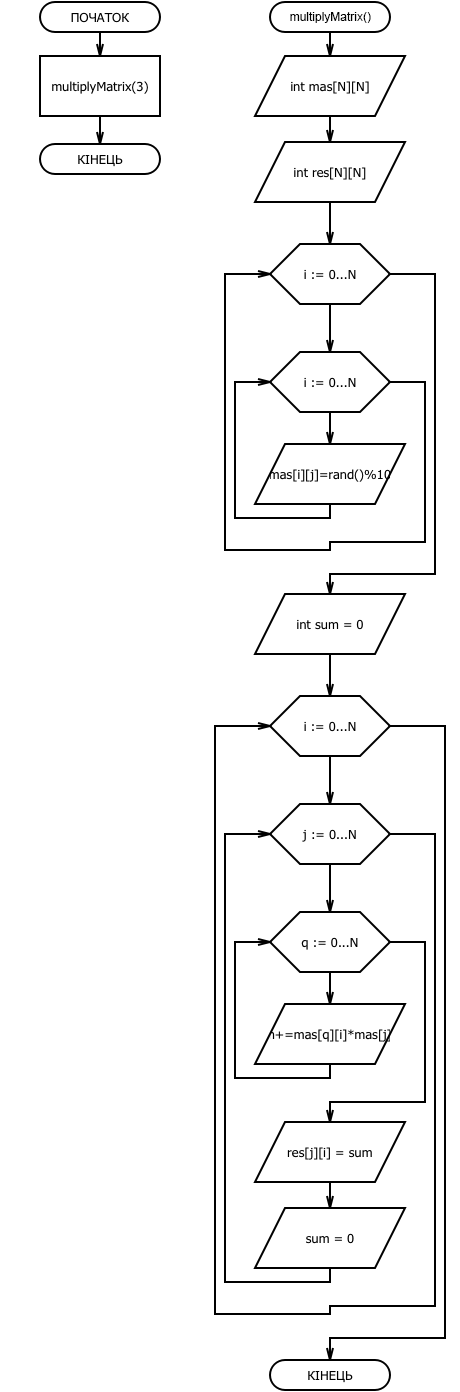 ПОЧАТОК
multiplyMatrix(3)
КІНЕЦЬ
multiplyMatrix()
int mas[N][N]
int res[N][N]
i := 0...N
i := 0...N
mas[i][j]=rand()%10
int sum = 0
i := 0...N
j := 0...N
q := 0...N
+=mas[q][i]*mas[j]
res[j][i] = sum
sum = 0
КІНЕЦЬ